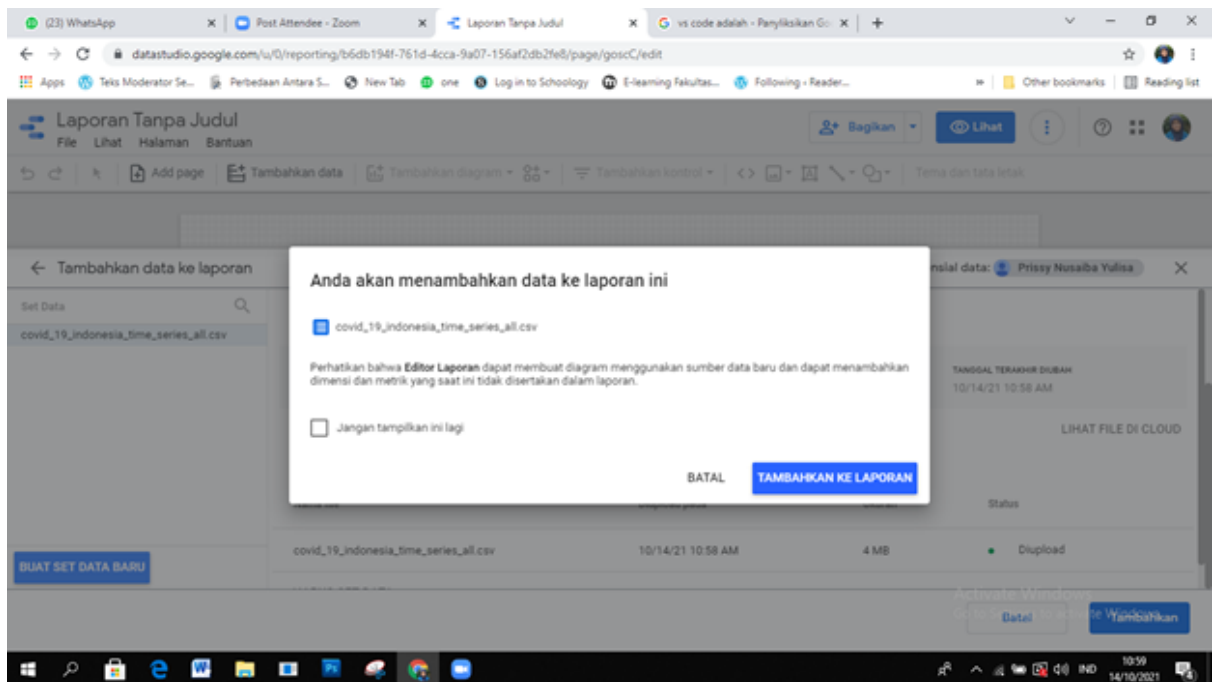 (23) WhatsApp
Post Attendee - Zoom
Laporan Tanpa Judul
vs code adalah - Penyliksikan Go
datastudio.google.com/u/0/reporting/b6db194f-761d-4cca-9a07-156af2db2fe8/page/goscC/edit
Apps
Teks Moderator Se...
Perbedaan Antara S...
New Tab
one
Log in to Schoology
E-learning Fakultas...
Following ‹ Reader...
Other bookmarks
Reading list
Laporan Tanpa Judul
File Lihat Halaman Bantuan
Bagikan
Lihat
Add page
Tambahkan data
Tambahkan diagram
Tambahkan kontrol
Tema dan tata letak
Tambahkan data ke laporan
nsial data: Prissy Nusaiba Yulisa
Set Data
covid_19_indonesia_time_series_all.csv
Anda akan menambahkan data ke laporan ini
covid_19_indonesia_time_series_all.csv
Perhatikan bahwa Editor Laporan dapat membuat diagram menggunakan sumber data baru dan dapat menambahkan
dimensi dan metrik yang saat ini tidak disertakan dalam laporan.
Jangan tampilkan ini lagi
BATAL
TAMBAHKAN KE LAPORAN
TANGGAL TERAKHIR DIUBAH
10/14/21 10:58 AM
LIHAT FILE DI CLOUD
Status
covid_19_indonesia_time_series_all.csv
10/14/21 10:58 AM
4 MB
Diupload
BUAT SET DATA BARU
Activate Windows
Batal
Tambahkan
IND
10:59
14/10/2021